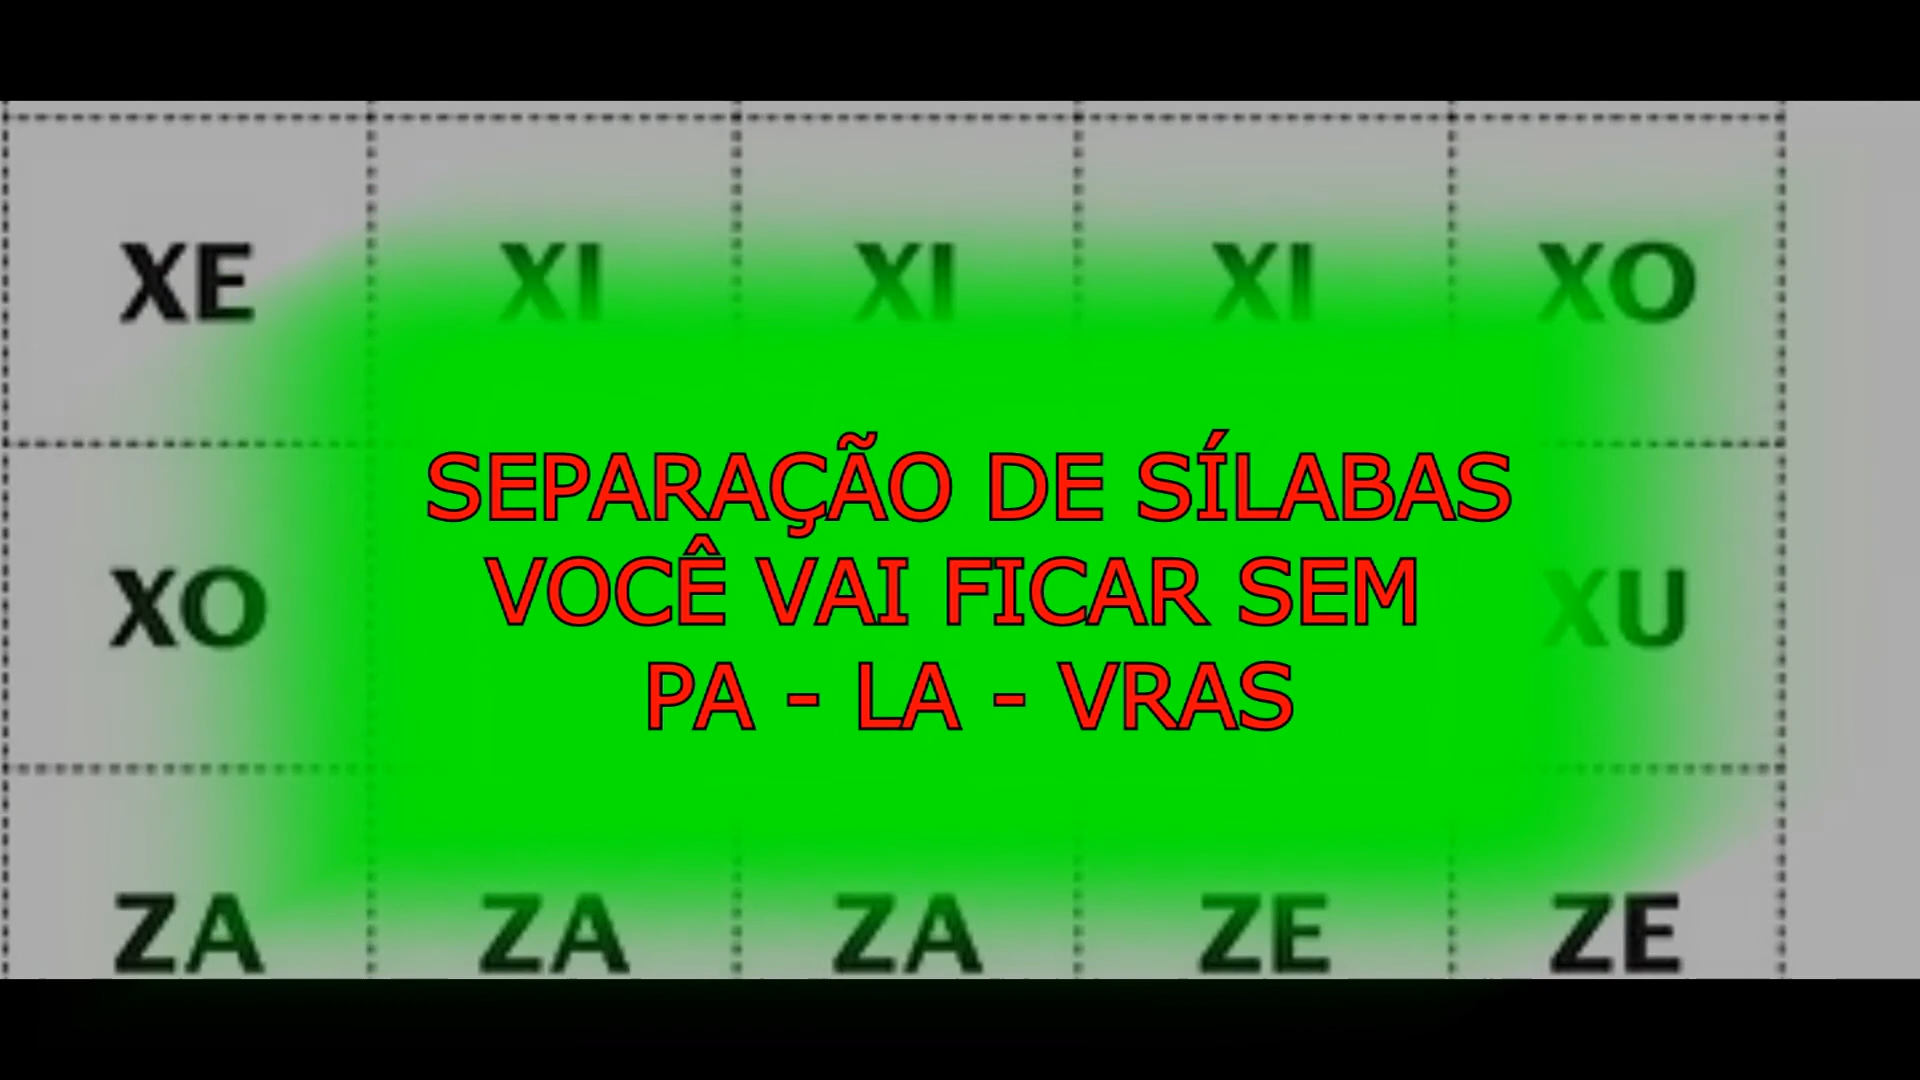 XE XI XI XI XO
SEPARAÇÃO DE SÍLABAS
VOCÊ VAI FICAR SEM
PA - LA - VRAS
XO XU
ZA ZA ZA ZE ZE